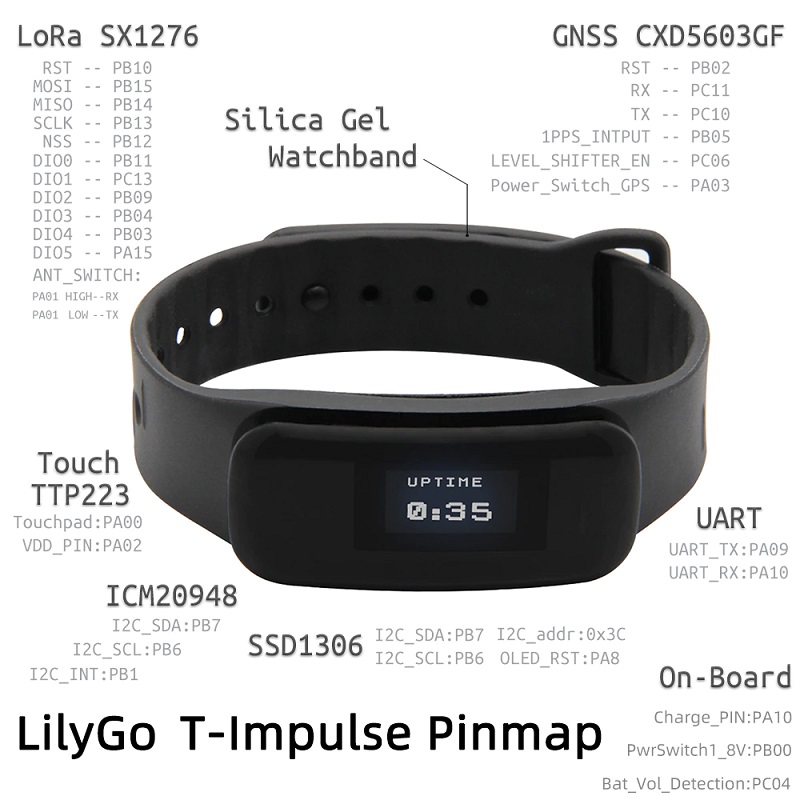 LoRa SX1276
RST -- PB10
MOSI -- PB15
MISO -- PB14
SCLK -- PB13
NSS -- PB12
DIO0 -- PB11
DIO1 -- PC13
DIO2 -- PB09
DIO3 -- PB04
DIO4 -- PB03
DIO5 -- PA15
ANT_SWITCH:
PA01 HIGH--RX
PA01 LOW --TX
GNSS CXD5603GF
RST -- PB02
RX -- PC11
TX -- PC10
1PPS_INTPUT -- PB05
LEVEL_SHIFTER_EN -- PC06
Power_Switch_GPS -- PA03
Silica Gel
Watchband
UPTIME
0:35
Touch
TTP223
Touchpad:PA00
VDD_PIN:PA02
UART
UART_TX:PA09
UART_RX:PA10
ICM20948
I2C_SDA:PB7
I2C_SCL:PB6
I2C_INT:PB1
SSD1306
I2C_SDA:PB7 I2C_addr:0x3C
I2C_SCL:PB6 OLED_RST:PA8
On-Board
Charge_PIN:PA10
PwrSwitch1_8V:PB00
Bat_Vol_Detection:PC04
LilyGo T-Impulse Pinmap